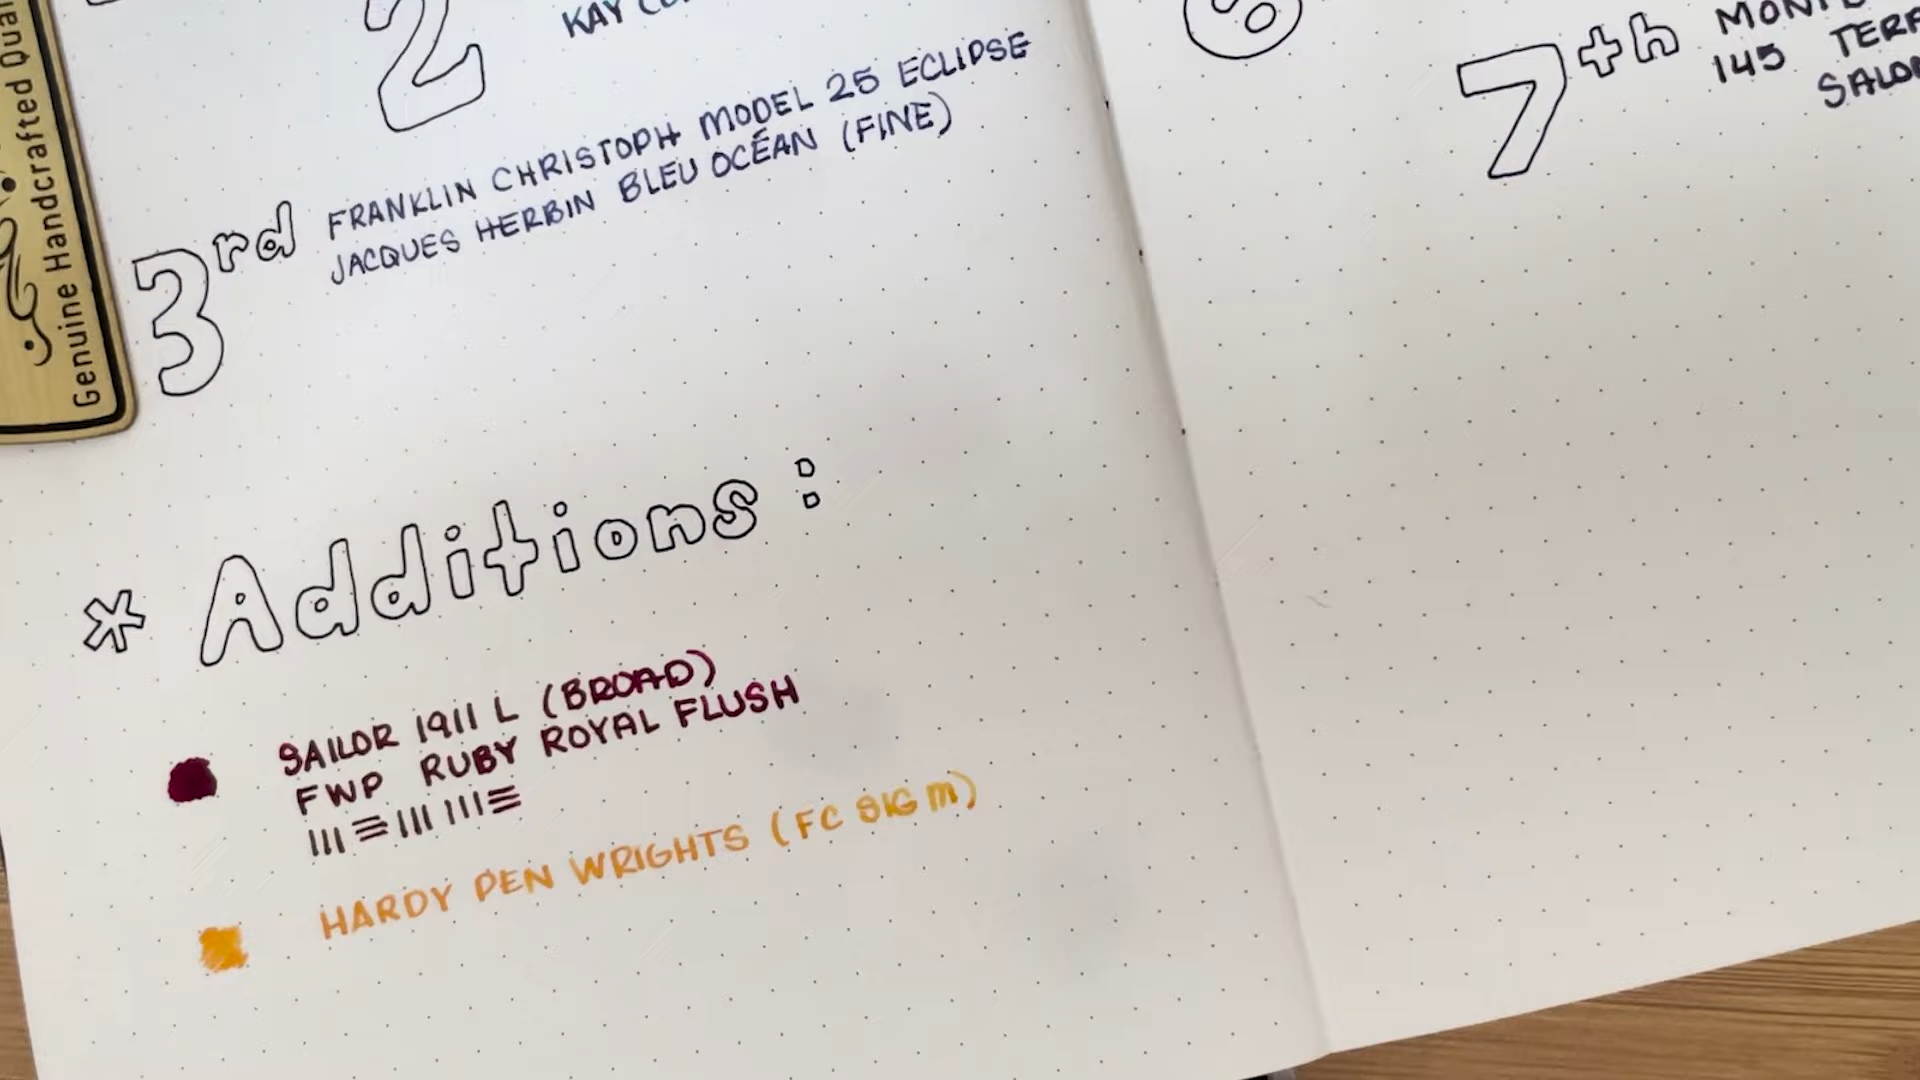 Genuine Handcrafted
2
KAY
3rd FRANKLIN CHRISTOPH MODEL 25 ECLIPSE
JACQUES HERBIN BLEU OCÉAN (FINE)
* Additions:
SAILOR 1911 L (BROAD)
FWP RUBY ROYAL FLUSH
HARDY PEN WRIGHTS (FC SIG M)
7th
145